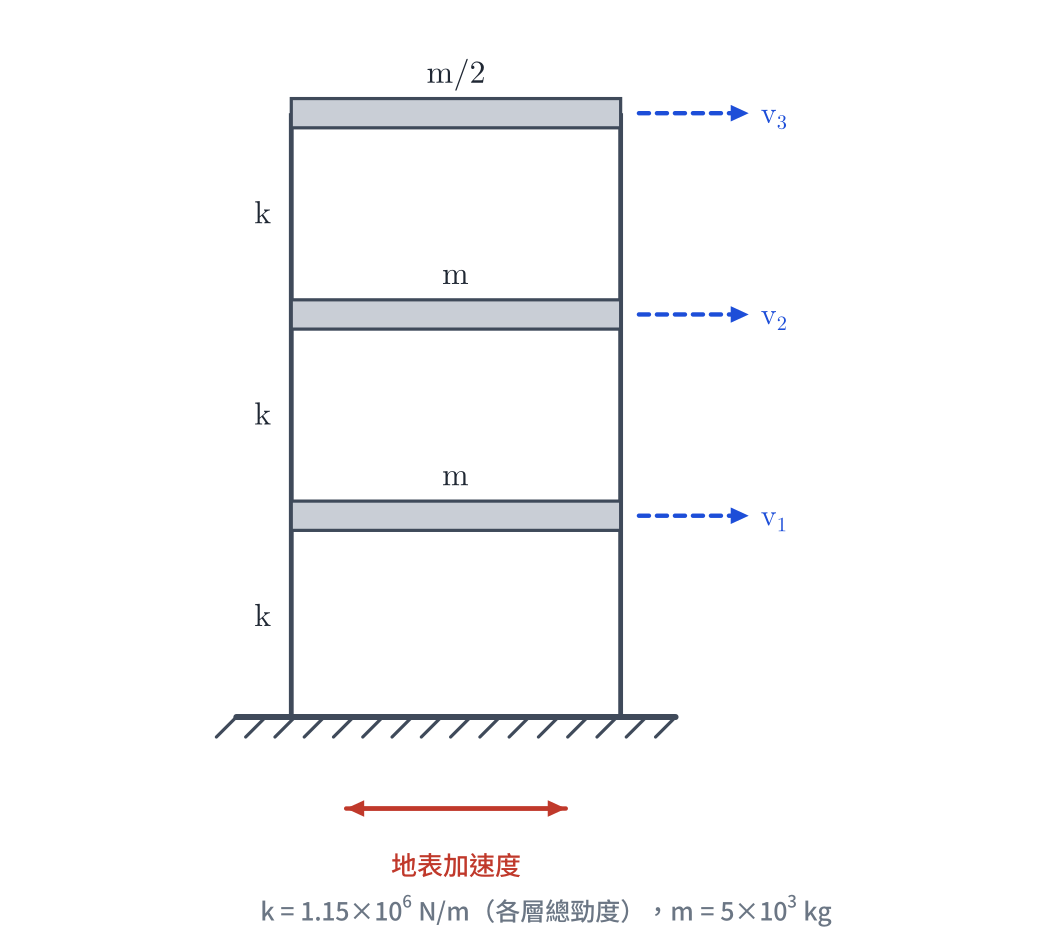 m/2
v₃
k
m
v₂
k
m
v₁
k
地表加速度
k = 1.15×10⁶ N/m（各層總勁度），m = 5×10³ kg